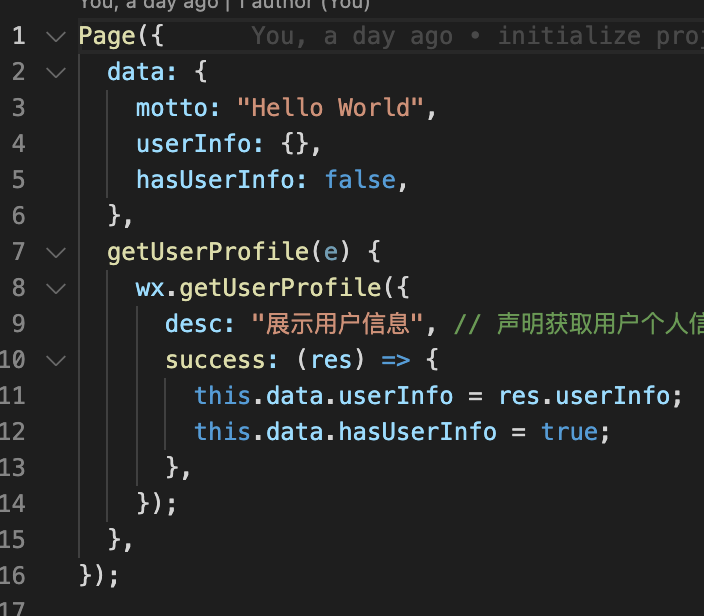 You, a day ago | 1 author (You)
1 Page({ You, a day ago • initialize proj
2 data: {
3 motto: "Hello World",
4 userInfo: {},
5 hasUserInfo: false,
6 },
7 getUserProfile(e) {
8 wx.getUserProfile({
9 desc: "展示用户信息", // 声明获取用户个人信
10 success: (res) => {
11 this.data.userInfo = res.userInfo;
12 this.data.hasUserInfo = true;
13 },
14 });
15 },
16 });
17